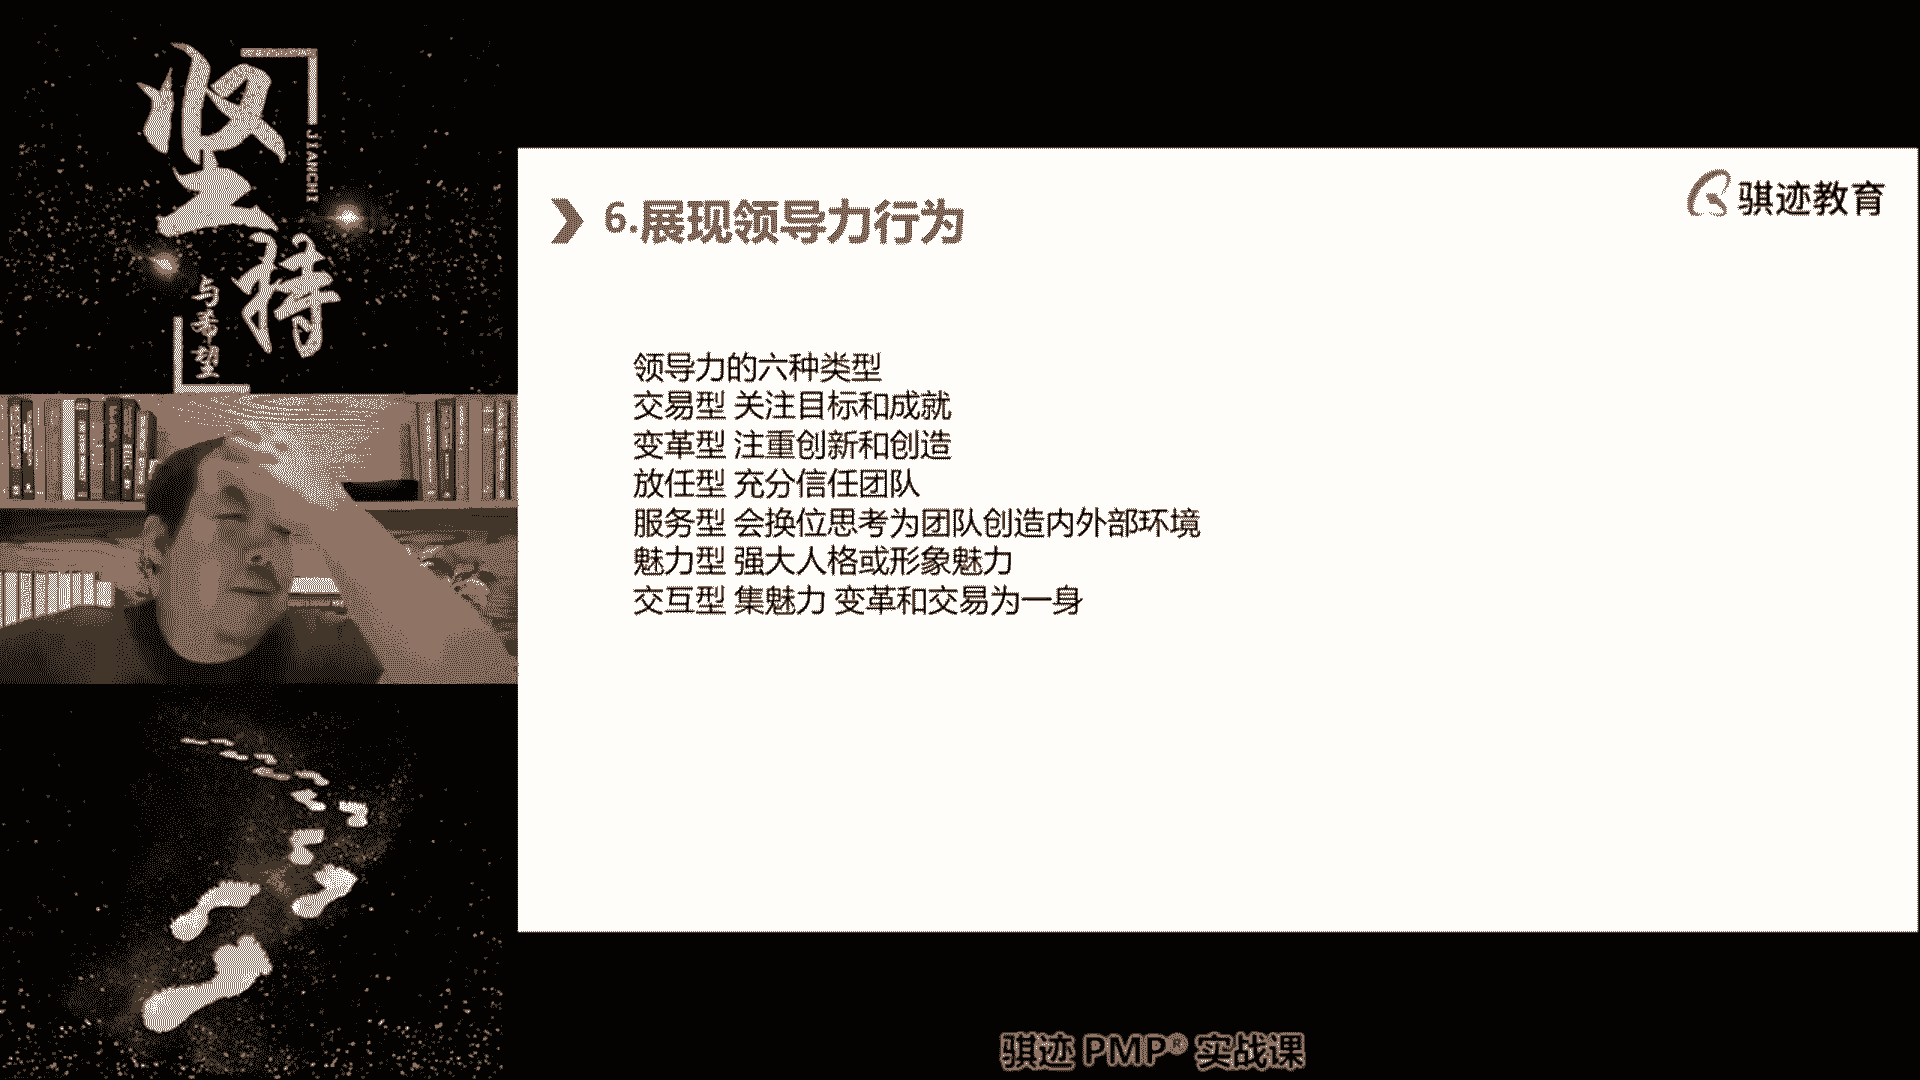 坚持
JIANCHI
与希望
骐迹教育
6.展现领导力行为
领导力的六种类型
交易型 关注目标和成就
变革型 注重创新和创造
放任型 充分信任团队
服务型 会换位思考为团队创造内外部环境
魅力型 强大人格或形象魅力
交互型 集魅力 变革和交易为一身
骐迹 PMP® 实战课